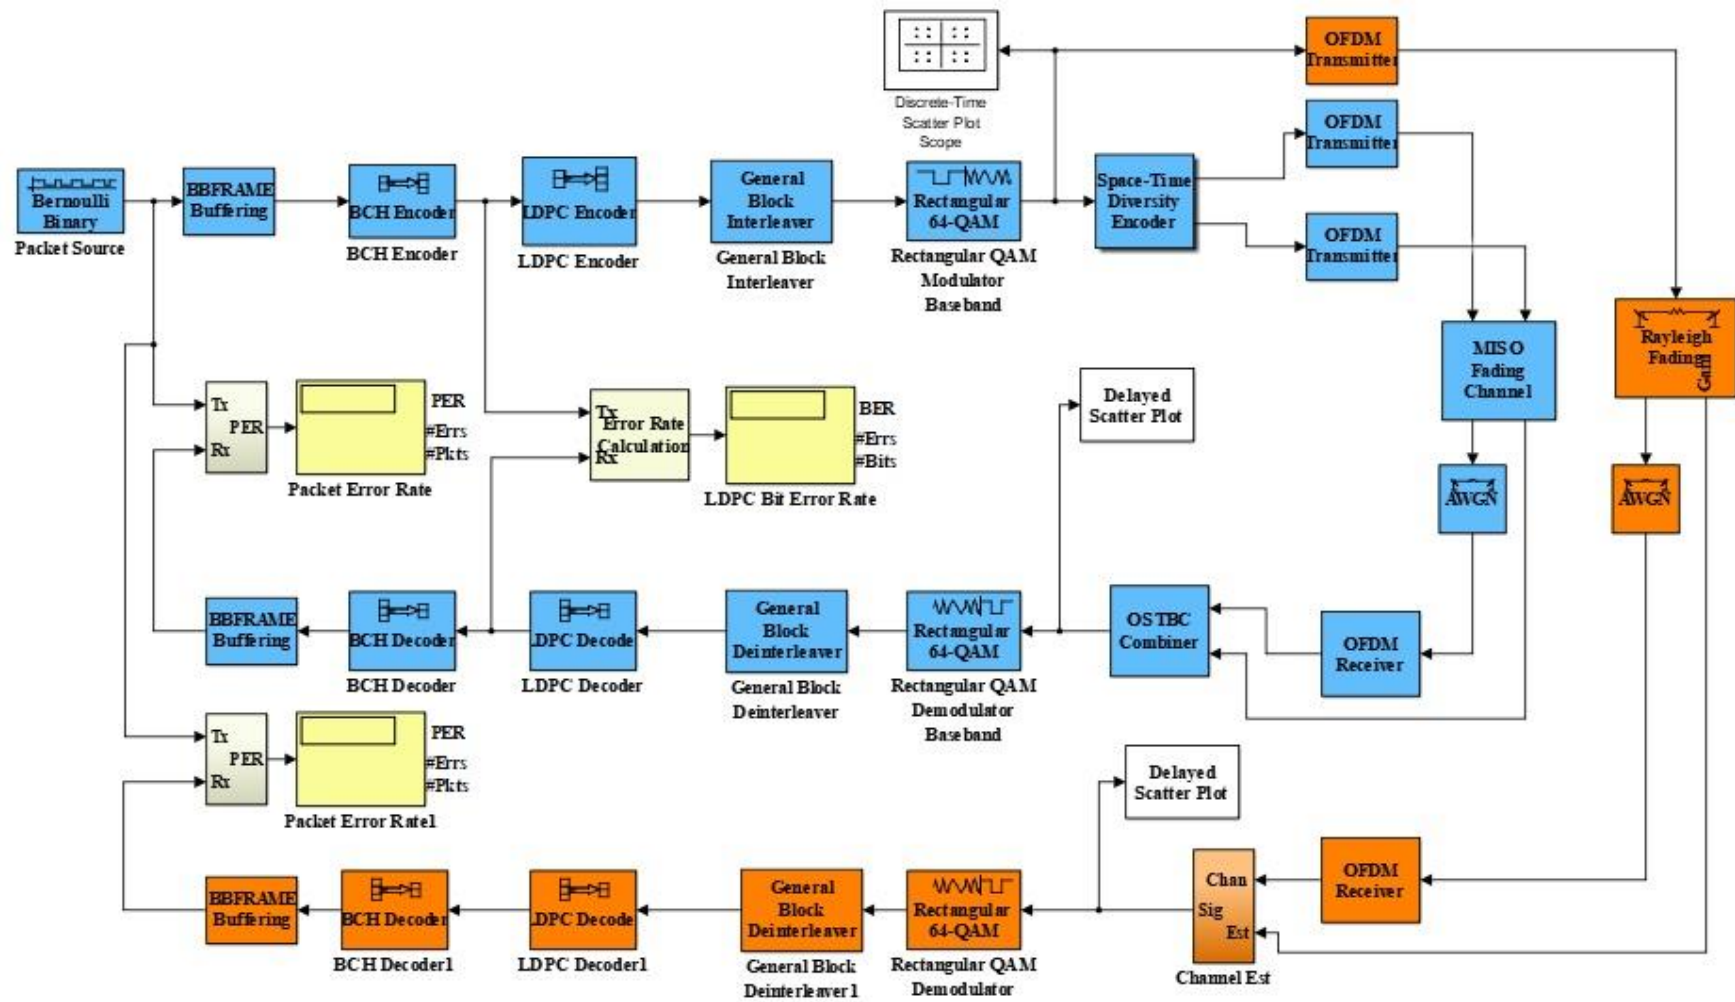 OFDM
Transmitter
Discrete-Time
Scatter Plot
Scope
OFDM
Transmitter
Bernoulli
Binary
Packet Source
BBFRAME
Buffering
BCH Encoder
BCH Encoder
LDPC Encoder
LDPC Encoder
General
Block
Interleaver
General Block
Interleaver
Rectangular
64-QAM
Rectangular QAM
Modulator
Baseband
Space-Time
Diversity
Encoder
OFDM
Transmitter
MISO
Fading
Channel
Rayleigh
Fading
Gain
Tx
PER
Rx
PER
#Errs
#Pkts
Packet Error Rate
Tx
Error Rate
Calculation
Rx
BER
#Errs
#Bits
LDPC Bit Error Rate
Delayed
Scatter Plot
AWGN
AWGN
BBFRAME
Buffering
BCH Decoder
BCH Decoder
LDPC Decode
LDPC Decoder
General
Block
Deinterleaver
General Block
Deinterleaver
Rectangular
64-QAM
Rectangular QAM
Demodulator
Baseband
OSTBC
Combiner
OFDM
Receiver
Tx
PER
Rx
PER
#Errs
#Pkts
Packet Error Rate1
Delayed
Scatter Plot
BBFRAME
Buffering
BCH Decoder
BCH Decoder1
LDPC Decode
LDPC Decoder1
General
Block
Deinterleaver
General Block
Deinterleaver1
Rectangular
64-QAM
Rectangular QAM
Demodulator
Chan
Sig
Est
Channel Est
OFDM
Receiver